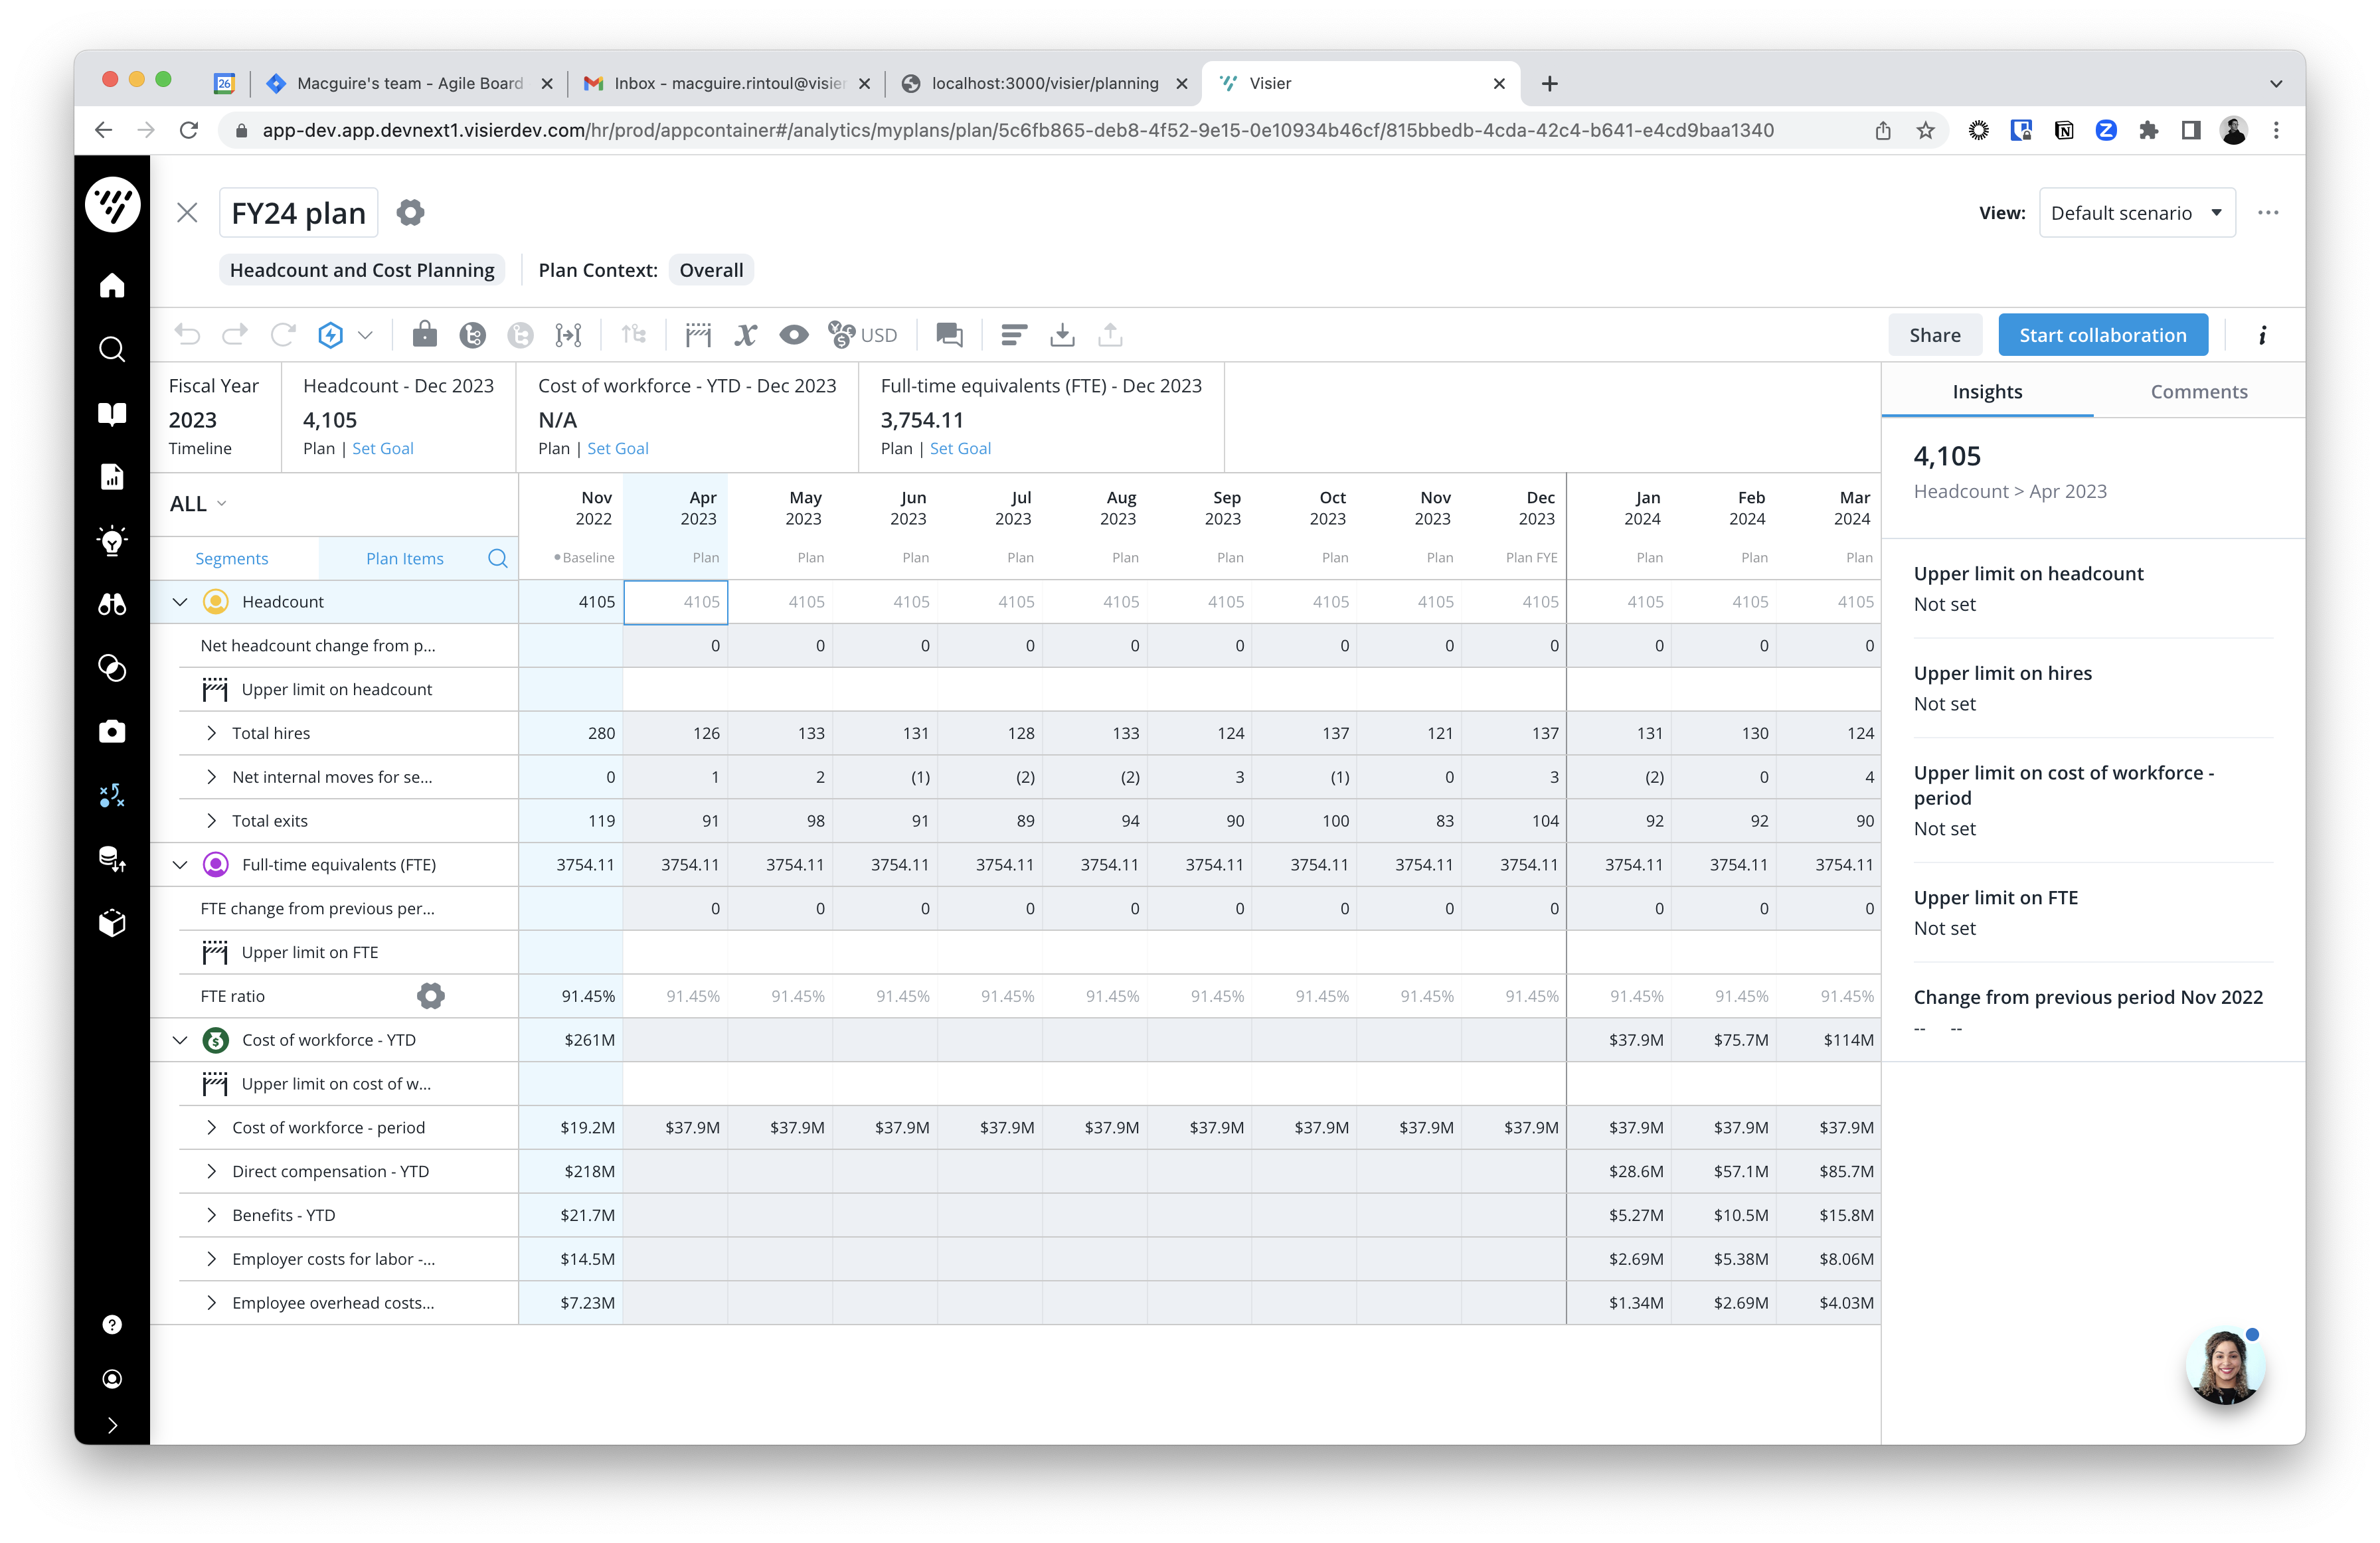 26
Macguire's team - Agile Board
Inbox - macguire.rintoul@visier
localhost:3000/visier/planning
Visier
app-dev.app.devnext1.visierdev.com/hr/prod/appcontainer#/analytics/myplans/plan/5c6fb865-deb8-4f52-9e15-0e10934b46cf/815bbedb-4cda-42c4-b641-e4cd9baa1340
FY24 plan
View: Default scenario
Headcount and Cost Planning Plan Context: Overall
USD
Share Start collaboration
Fiscal Year Headcount - Dec 2023 Cost of workforce - YTD - Dec 2023 Full-time equivalents (FTE) - Dec 2023
2023 4,105 N/A 3,754.11
Timeline Plan | Set Goal Plan | Set Goal Plan | Set Goal
ALL
Nov Apr May Jun Jul Aug Sep Oct Nov Dec Jan Feb Mar
2022 2023 2023 2023 2023 2023 2023 2023 2023 2023 2024 2024 2024
Segments Plan Items
Baseline Plan Plan Plan Plan Plan Plan Plan Plan Plan FYE Plan Plan Plan
Headcount 4105 4105 4105 4105 4105 4105 4105 4105 4105 4105 4105 4105 4105
Net headcount change from p... 0 0 0 0 0 0 0 0 0 0 0 0
Upper limit on headcount
Total hires 280 126 133 131 128 133 124 137 121 137 131 130 124
Net internal moves for se... 0 1 2 (1) (2) (2) 3 (1) 0 3 (2) 0 4
Total exits 119 91 98 91 89 94 90 100 83 104 92 92 90
Full-time equivalents (FTE) 3754.11 3754.11 3754.11 3754.11 3754.11 3754.11 3754.11 3754.11 3754.11 3754.11 3754.11 3754.11 3754.11
FTE change from previous per... 0 0 0 0 0 0 0 0 0 0 0 0
Upper limit on FTE
FTE ratio 91.45% 91.45% 91.45% 91.45% 91.45% 91.45% 91.45% 91.45% 91.45% 91.45% 91.45% 91.45% 91.45%
Cost of workforce - YTD $261M $37.9M $75.7M $114M
Upper limit on cost of w...
Cost of workforce - period $19.2M $37.9M $37.9M $37.9M $37.9M $37.9M $37.9M $37.9M $37.9M $37.9M $37.9M $37.9M $37.9M
Direct compensation - YTD $218M $28.6M $57.1M $85.7M
Benefits - YTD $21.7M $5.27M $10.5M $15.8M
Employer costs for labor -... $14.5M $2.69M $5.38M $8.06M
Employee overhead costs... $7.23M $1.34M $2.69M $4.03M
Insights Comments
4,105
Headcount > Apr 2023
Upper limit on headcount
Not set
Upper limit on hires
Not set
Upper limit on cost of workforce -
period
Not set
Upper limit on FTE
Not set
Change from previous period Nov 2022
-- --